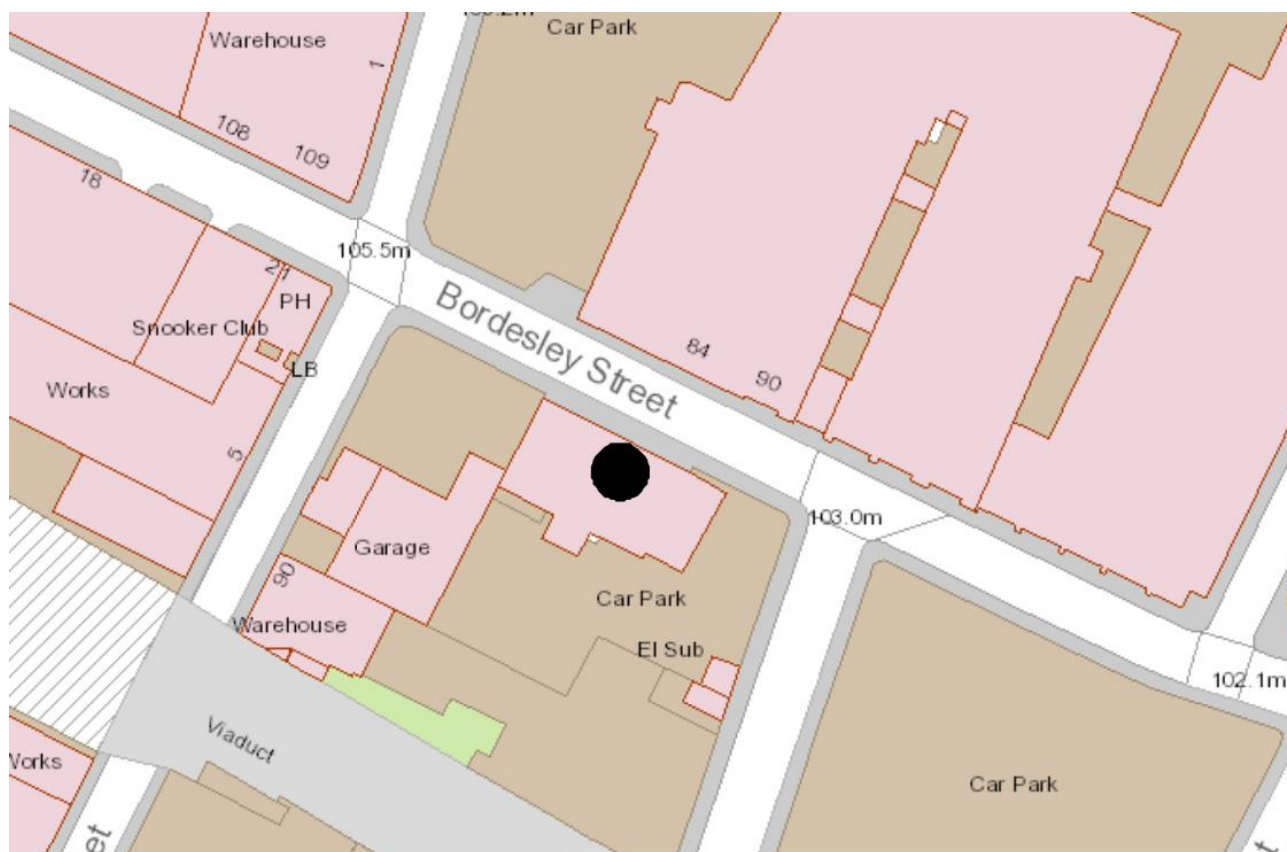 Car Park
Warehouse
1
108
109
18
105.5m
21
PH
Snooker Club
LB
Works
5
Bordesley Street
84
90
103.0m
Garage
90
Warehouse
Car Park
El Sub
102.1m
Viaduct
Works
Car Park